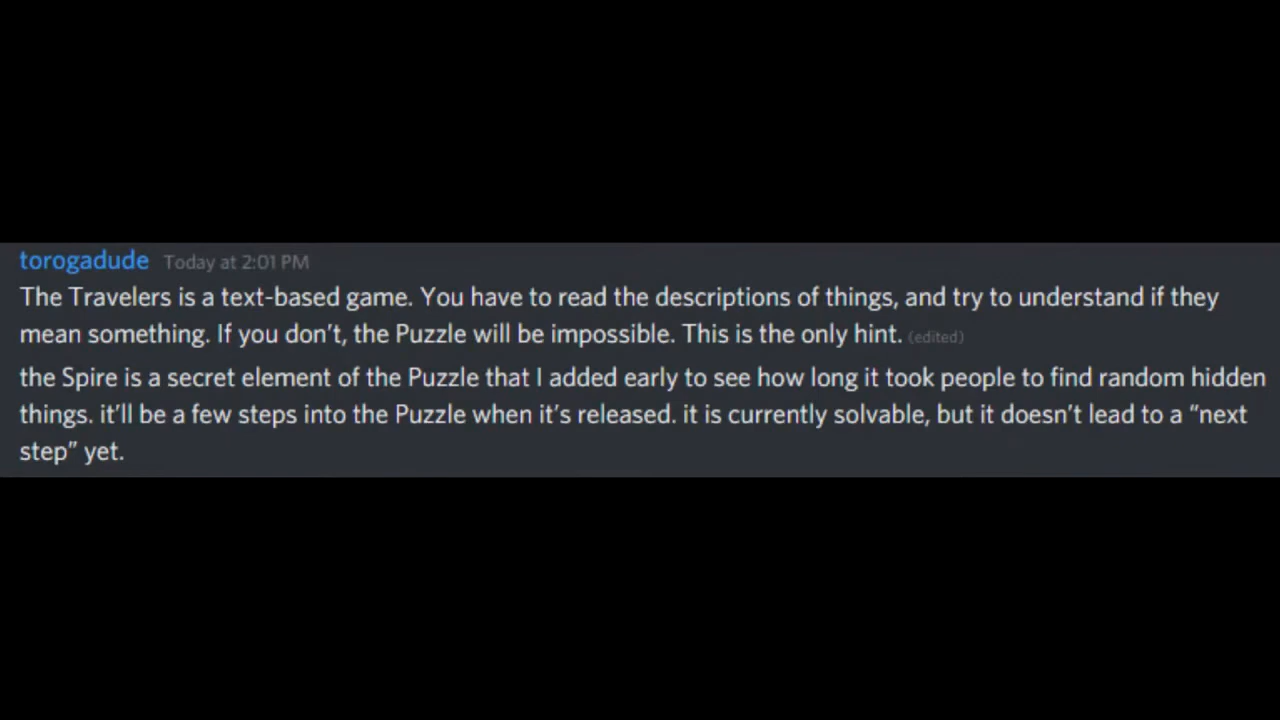 torogadude Today at 2:01 PM
The Travelers is a text-based game. You have to read the descriptions of things, and try to understand if they
mean something. If you don't, the Puzzle will be impossible. This is the only hint. (edited)
the Spire is a secret element of the Puzzle that I added early to see how long it took people to find random hidden
things. it'll be a few steps into the Puzzle when it's released. it is currently solvable, but it doesn't lead to a “next
step” yet.